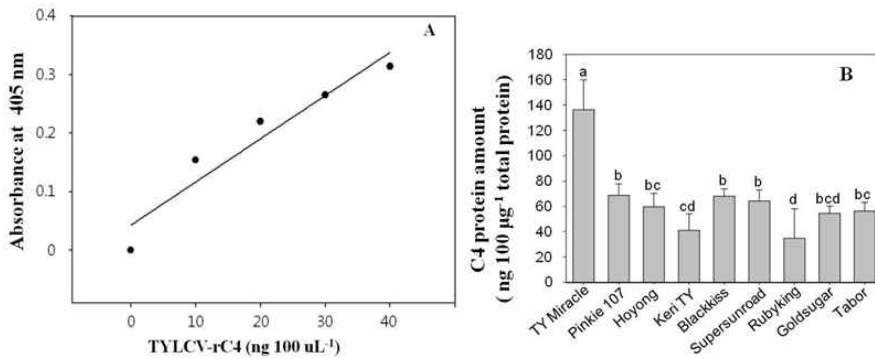 A
Absorbance at 405 nm
0.4
0.3
0.2
0.1
0
0 10 20 30 40
TYLCV-rC4 (ng 100 uL⁻¹)
B
C4 protein amount
( ng 100 µg⁻¹ total protein)
180
160
140
120
100
80
60
40
20
0
a b bc cd b b d bcd bc
TY Miracle
Pinkie 107
Hoyong
Keri TY
Blackkiss
Supersunroad
Rubyking
Goldsugar
Tabor